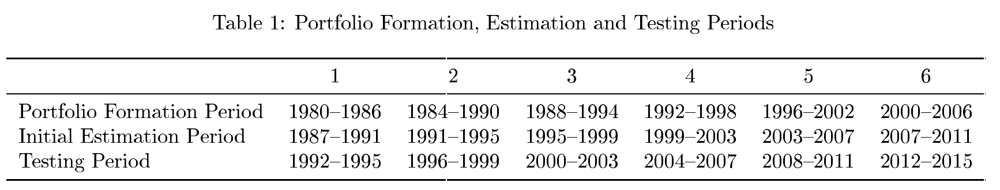 Table 1: Portfolio Formation, Estimation and Testing Periods
1 2 3 4 5 6
Portfolio Formation Period 1980–1986 1984–1990 1988–1994 1992–1998 1996–2002 2000–2006
Initial Estimation Period 1987–1991 1991–1995 1995–1999 1999–2003 2003–2007 2007–2011
Testing Period 1992–1995 1996–1999 2000–2003 2004–2007 2008–2011 2012–2015